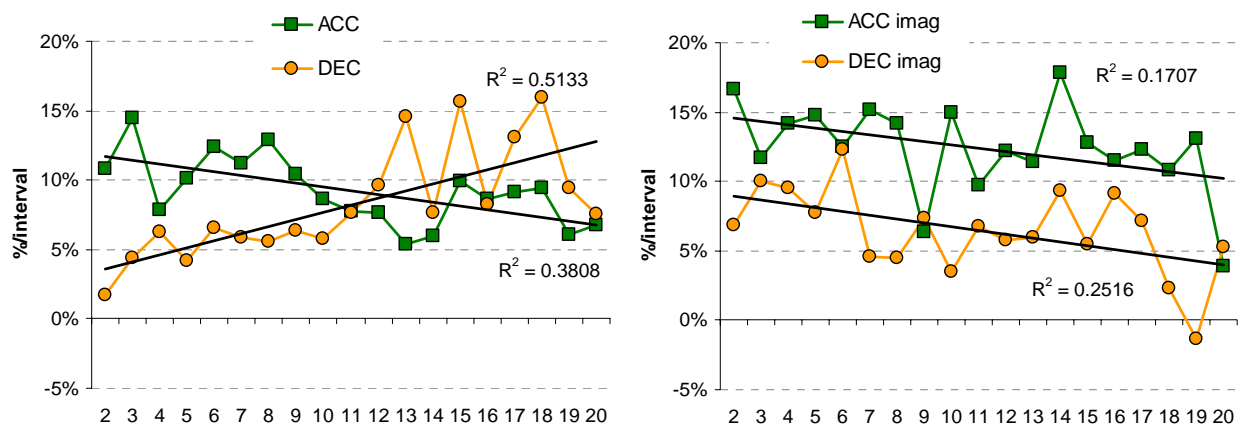 ACC
DEC
20%
15%
10%
5%
0%
-5%
%/interval
R² = 0.5133
R² = 0.3808
2 3 4 5 6 7 8 9 10 11 12 13 14 15 16 17 18 19 20
ACC imag
DEC imag
20%
15%
10%
5%
0%
-5%
%/interval
R² = 0.1707
R² = 0.2516
2 3 4 5 6 7 8 9 10 11 12 13 14 15 16 17 18 19 20